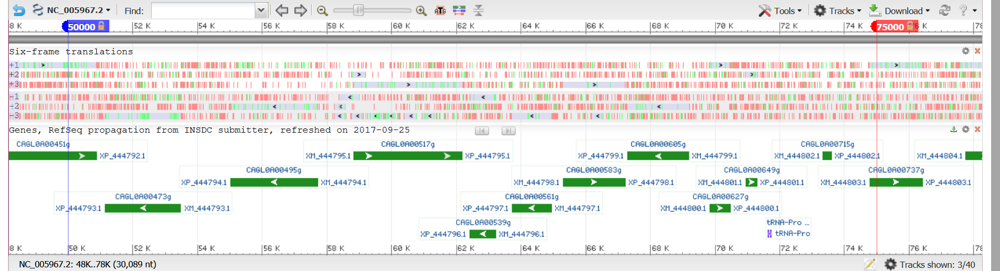 NC_005967.2 Find: ATG Tools Tracks Download ?
8 K 50000 52 K 54 K 56 K 58 K 60 K 62 K 64 K 66 K 68 K 70 K 72 K 74 K 75000 6 K 78
Six-frame translations
+1
+2
+3
-1
-2
-3
Genes, RefSeq propagation from INSDC submitter, refreshed on 2017-09-25
CAGL0A00451g CAGL0A00517g CAGL0A00605g CAGL0A00715g
XP_444792.1 XM_444795.1 XP_444795.1 XP_444799.1 XM_444799.1 XM_444802.1 XP_444802.1 XM_444804.1
CAGL0A00495g CAGL0A00583g CAGL0A00649g CAGL0A00737g
XP_444794.1 XM_444794.1 XM_444798.1 XP_444798.1 XM_444801.1 XP_444801.1 XM_444803.1 XP_444803.1
CAGL0A00473g CAGL0A00561g CAGL0A00627g
XP_444793.1 XM_444793.1 XP_444797.1 XM_444797.1 XM_444800.1 XP_444800.1
CAGL0A00539g tRNA-Pro ...
XP_444796.1 XM_444796.1 tRNA-Pro
8 K 50 K 52 K 54 K 56 K 58 K 60 K 62 K 64 K 66 K 68 K 70 K 72 K 74 K 76 K 78
NC_005967.2: 48K..78K (30,089 nt) Tracks shown: 3/40